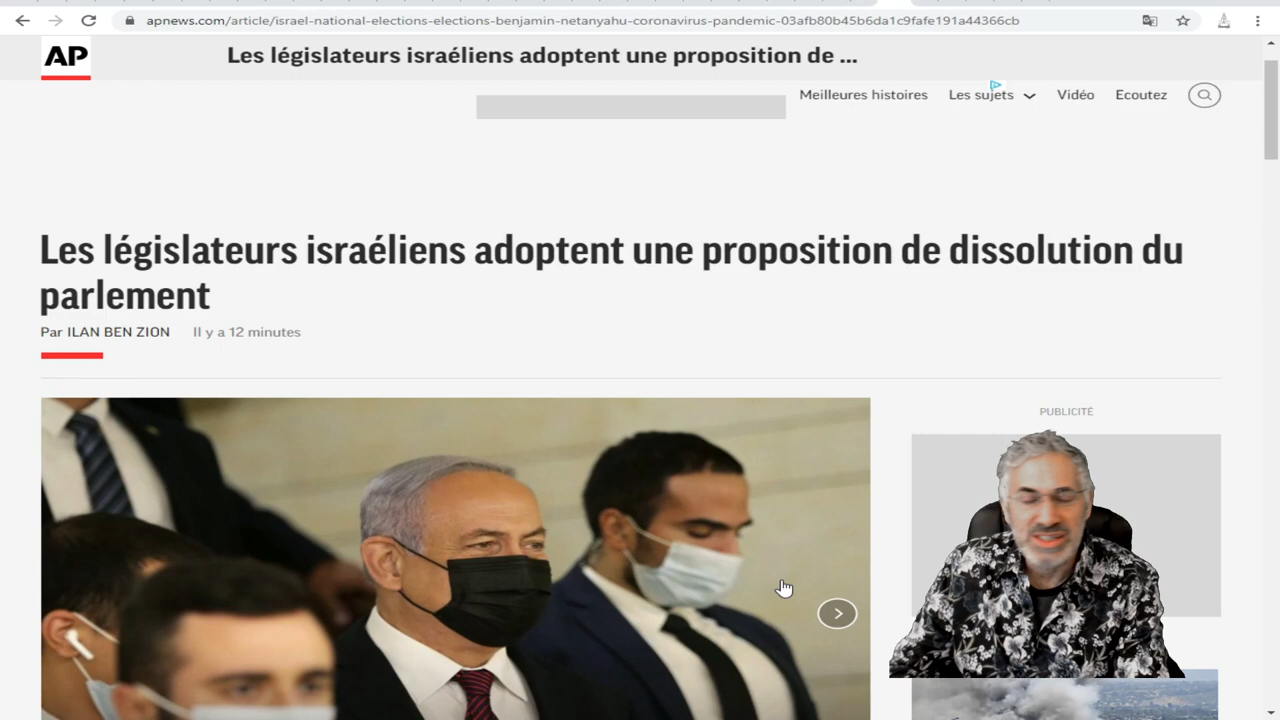 apnews.com/article/israel-national-elections-elections-benjamin-netanyahu-coronavirus-pandemic-03afb80b45b6da1c9fafe191a44366cb
AP
Les législateurs israéliens adoptent une proposition de ...
Meilleures histoires
Les sujets
Vidéo
Ecoutez
Les législateurs israéliens adoptent une proposition de dissolution du
parlement
Par ILAN BEN ZION
Il y a 12 minutes
PUBLICITÉ